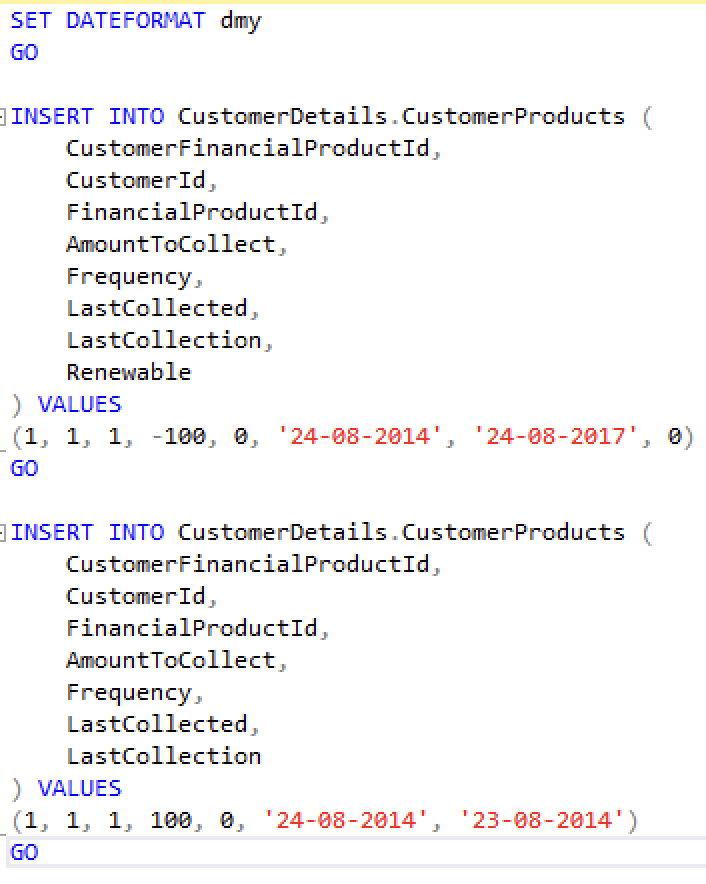 SET DATEFORMAT dmy
GO
INSERT INTO CustomerDetails.CustomerProducts (
CustomerFinancialProductId,
CustomerId,
FinancialProductId,
AmountToCollect,
Frequency,
LastCollected,
LastCollection,
Renewable
) VALUES
(1, 1, 1, -100, 0, '24-08-2014', '24-08-2017', 0)
GO
INSERT INTO CustomerDetails.CustomerProducts (
CustomerFinancialProductId,
CustomerId,
FinancialProductId,
AmountToCollect,
Frequency,
LastCollected,
LastCollection
) VALUES
(1, 1, 1, 100, 0, '24-08-2014', '23-08-2014')
GO